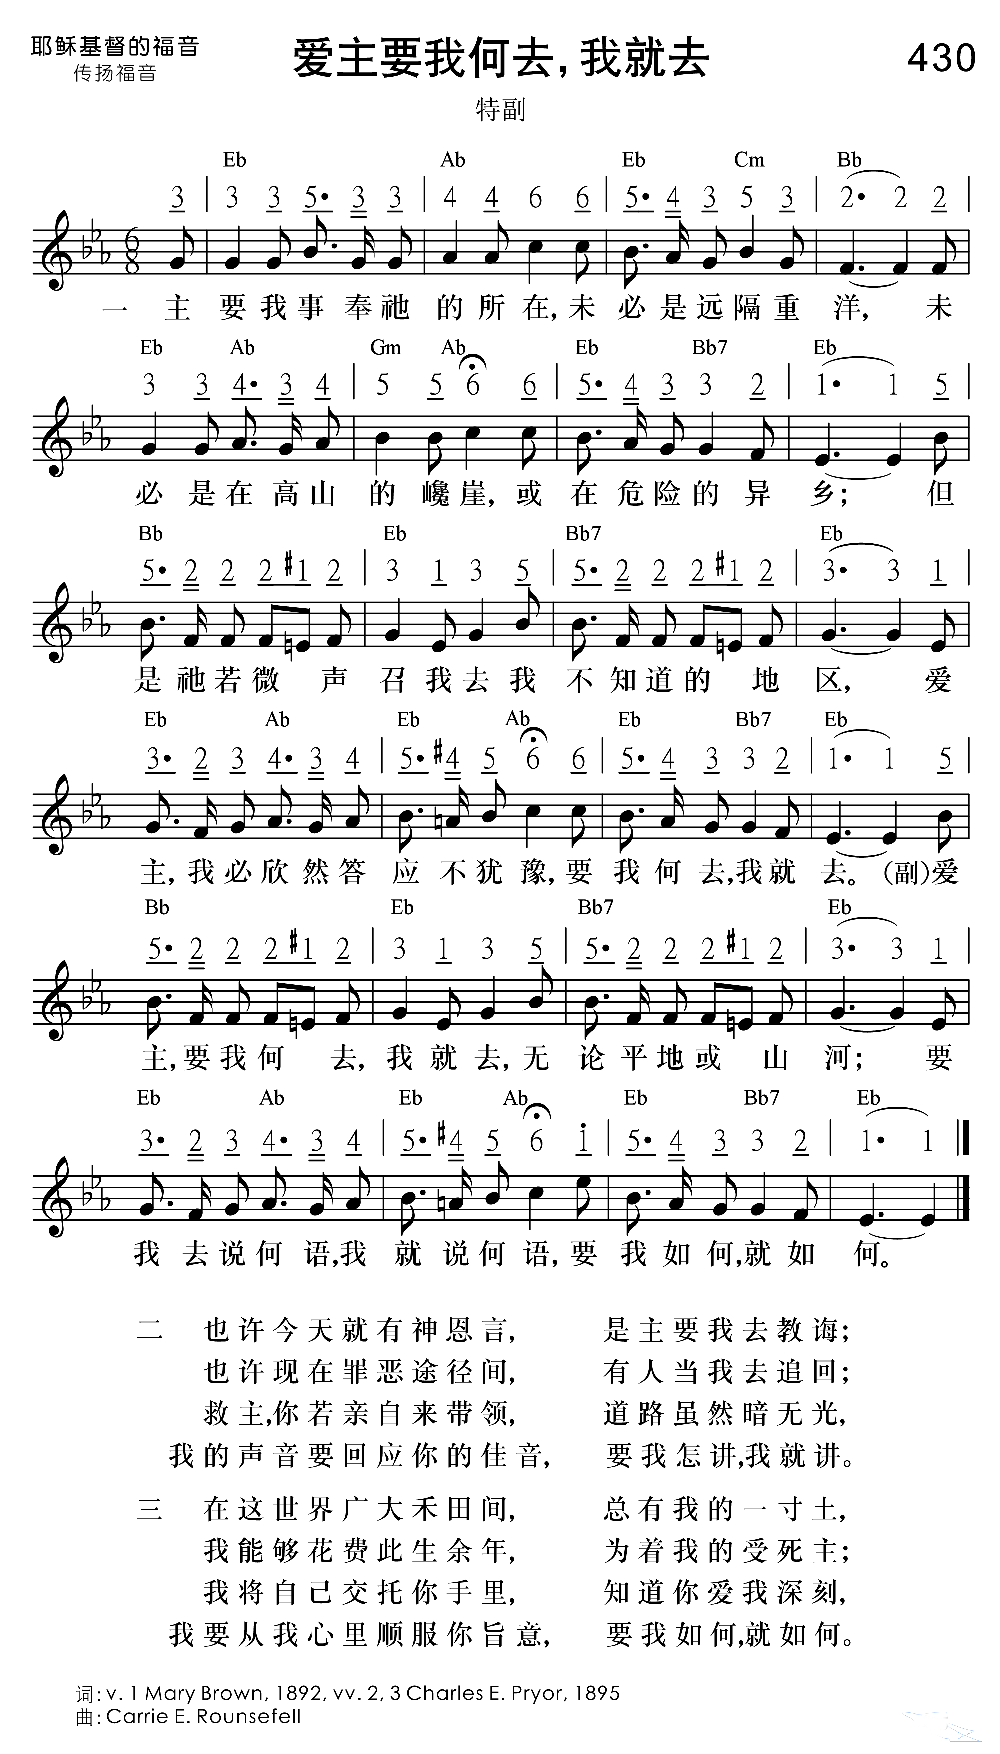 耶稣基督的福音
传扬福音
爱主要我何去,我就去
430
特副
Eb Ab Eb Cm Bb
3 | 3 3 5• 3 3 | 4 4 6 6 | 5• 4 3 5 3 | 2• 2 2 |
6
8
一 主 要我事奉祂 的所在,未 必是远隔重 洋, 未
Eb Ab Gm Ab Eb Bb7 Eb
3 3 4• 3 4 | 5 5 6 6 | 5• 4 3 3 2 | 1• 1 5 |
必 是在高山 的巉崖,或 在危险的异 乡; 但
Bb Eb Bb7 Eb
5• 2 2 2 #1 2 | 3 1 3 5 | 5• 2 2 2 #1 2 | 3• 3 1 |
是祂若微 声 召我去我 不知道的 地 区, 爱
Eb Ab Eb Ab Eb Bb7 Eb
3• 2 3 4• 3 4 | 5• #4 5 6 6 | 5• 4 3 3 2 | 1• 1 5 |
主,我必欣然答 应不犹豫,要 我何去,我就 去。(副)爱
Bb Eb Bb7 Eb
5• 2 2 2 #1 2 | 3 1 3 5 | 5• 2 2 2 #1 2 | 3• 3 1 |
主,要我何 去, 我就去,无 论平地或 山 河; 要
Eb Ab Eb Ab Eb Bb7 Eb
3• 2 3 4• 3 4 | 5• #4 5 6 i | 5• 4 3 3 2 | 1• 1 ‖
我去说何语,我 就说何语,要 我如何,就如 何。
二 也许今天就有神恩言, 是主要我去教诲;
也许现在罪恶途径间, 有人当我去追回;
救主,你若亲自来带领, 道路虽然暗无光,
我的声音要回应你的佳音, 要我怎讲,我就讲。
三 在这世界广大禾田间, 总有我的一寸土,
我能够花费此生余年, 为着我的受死主;
我将自己交托你手里, 知道你爱我深刻,
我要从我心里顺服你旨意, 要我如何,就如何。
词: v. 1 Mary Brown, 1892, vv. 2, 3 Charles E. Pryor, 1895
曲: Carrie E. Rounsefell